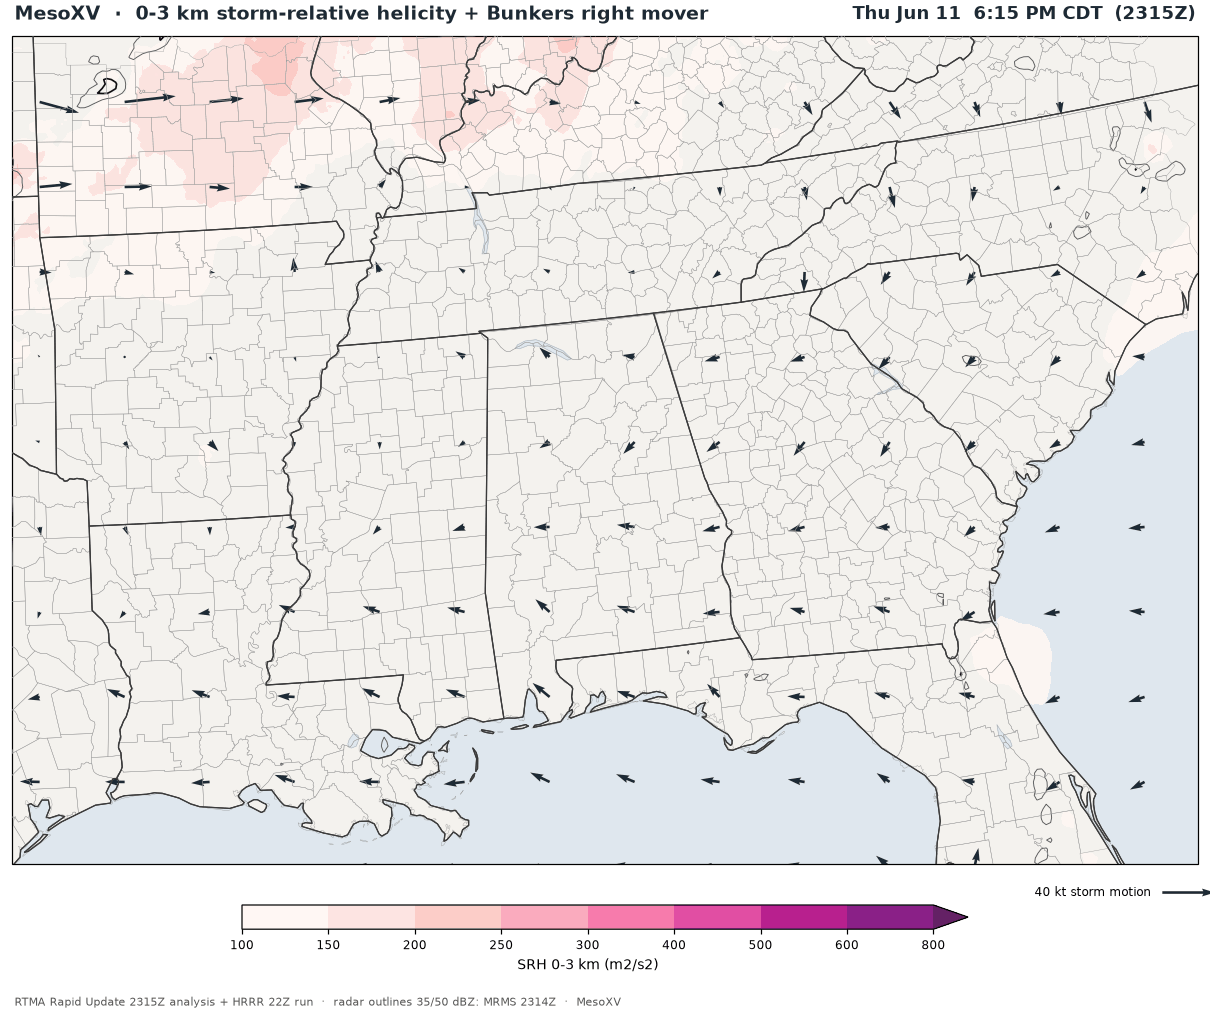 MesoXV · 0-3 km storm-relative helicity + Bunkers right mover
Thu Jun 11 6:15 PM CDT (2315Z)
40 kt storm motion
100 150 200 250 300 400 500 600 800
SRH 0-3 km (m2/s2)
RTMA Rapid Update 2315Z analysis + HRRR 22Z run · radar outlines 35/50 dBZ: MRMS 2314Z · MesoXV